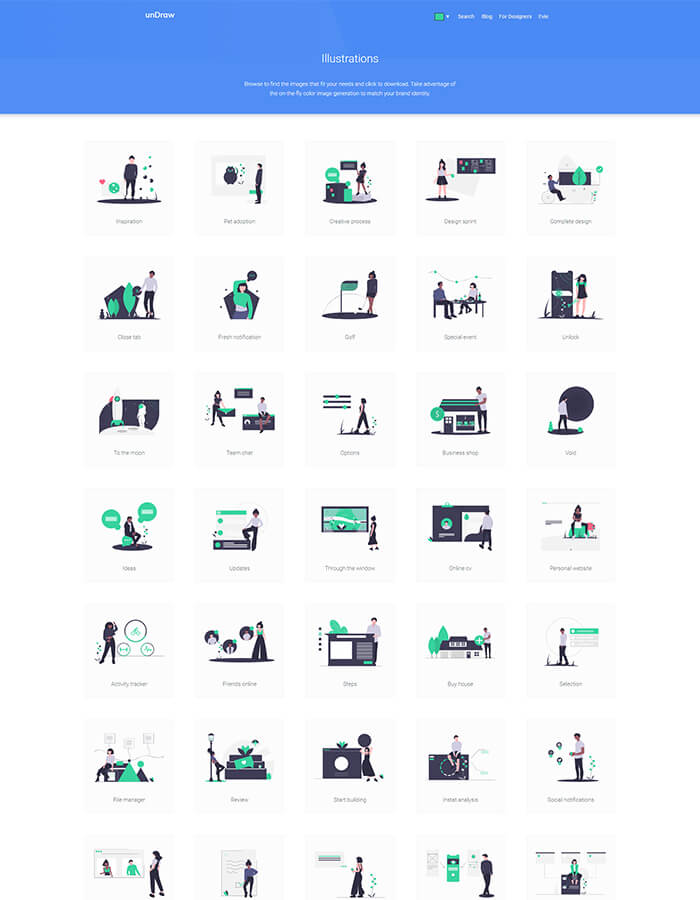 unDraw
Search Blog For Designers Evie
Illustrations
Browse to find the images that fit your needs and click to download. Take advantage of
the on-the-fly color image generation to match your brand identity.
Inspiration
Pet adoption
Creative process
Design sprint
Complete design
Close tab
Fresh notification
Golf
Special event
Unlock
To the moon
Team chat
Options
Business shop
Void
Ideas
Updates
Through the window
Online cv
Personal website
Activity tracker
Friends online
Steps
Buy house
Selection
File manager
Review
Start building
Instat analysis
Social notifications